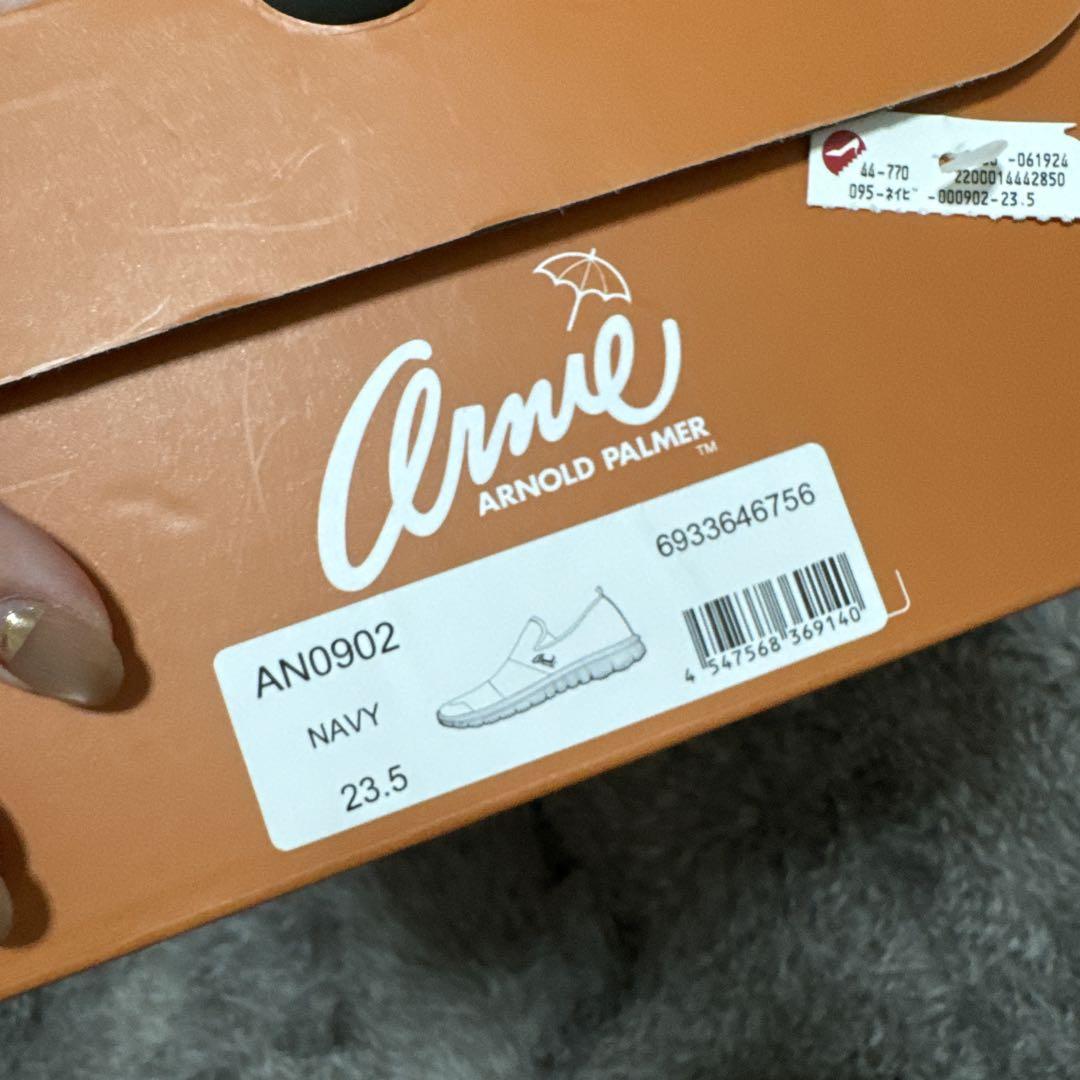 -061924
44-770
2200014442850
095-ネイビ -000902-23.5
Arnie
ARNOLD PALMER
TM
6933646756
AN0902
NAVY
23.5
4 547568 369140